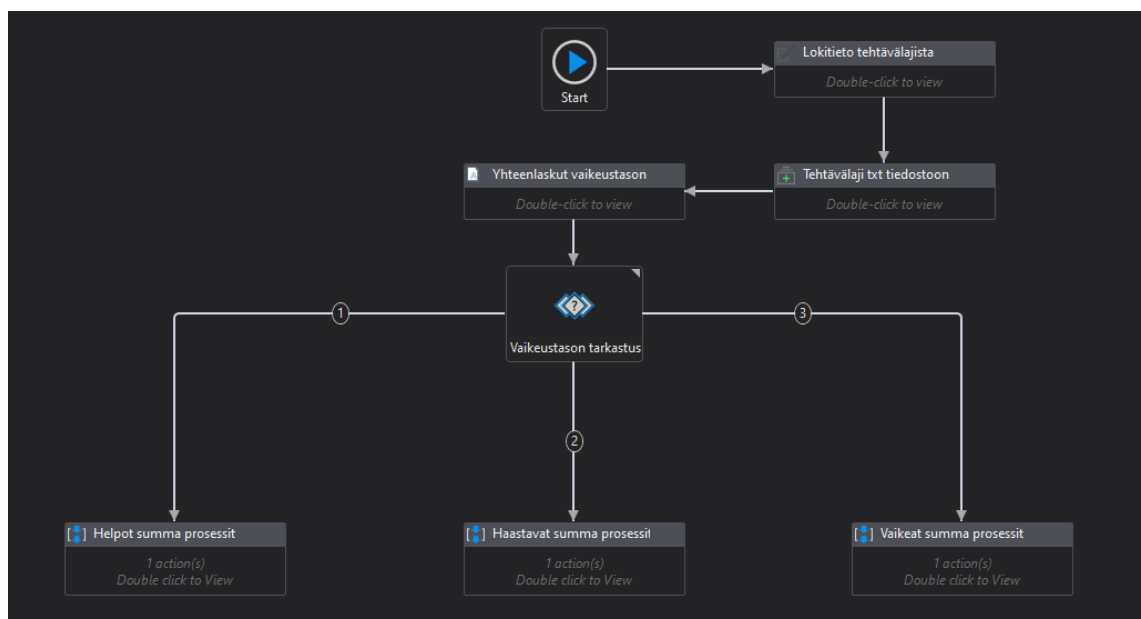 Start
Lokitieto tehtävälajista
Double-click to view
Yhteenlaskut vaikeustason
Double-click to view
Tehtävälaji txt tiedostoon
Double-click to view
Vaikeustason tarkastus
1
3
2
Helpot summa prosessit
1 action(s)
Double click to View
Haastavat summa prosessit
1 action(s)
Double click to View
Vaikeat summa prosessit
1 action(s)
Double click to View